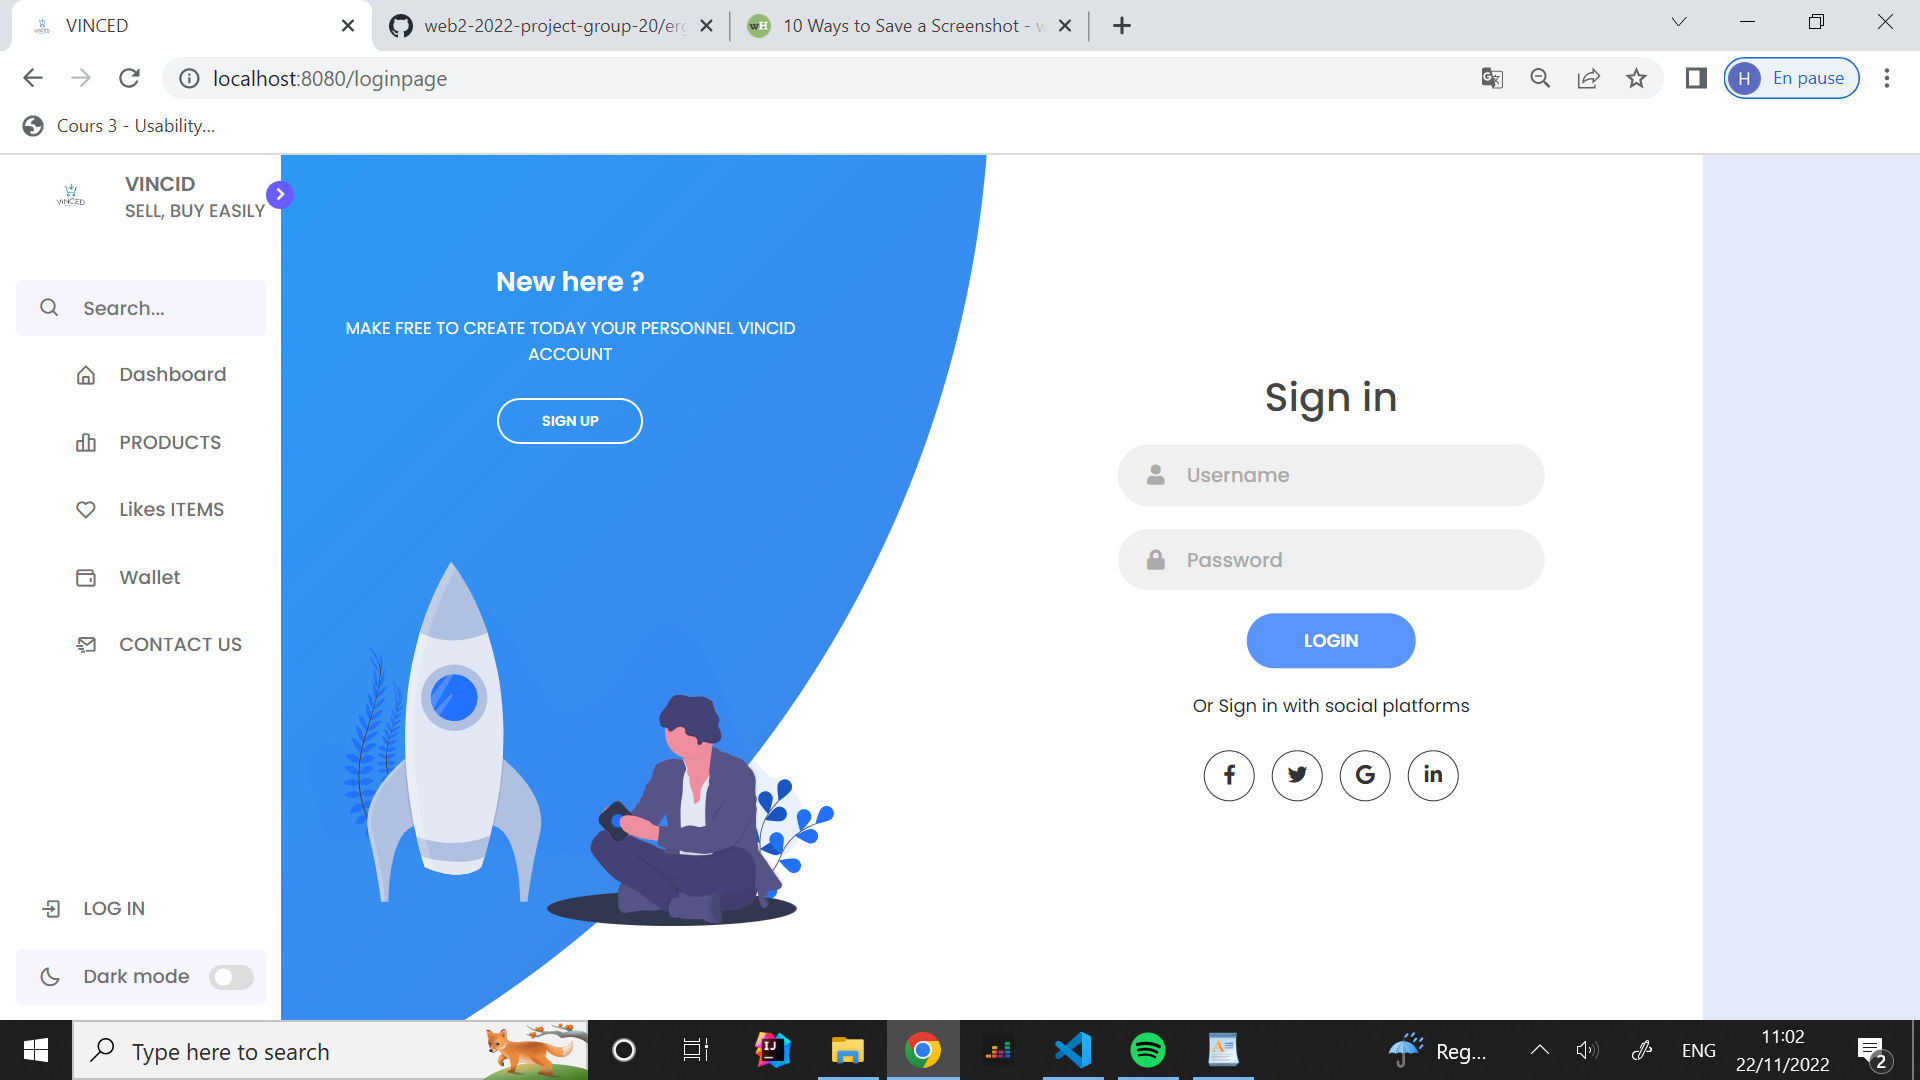 VINCED
web2-2022-project-group-20/erg
10 Ways to Save a Screenshot - w
localhost:8080/loginpage
H
En pause
Cours 3 - Usability...
VINCED
VINCID
SELL, BUY EASILY
Search...
Dashboard
PRODUCTS
Likes ITEMS
Wallet
CONTACT US
LOG IN
Dark mode
New here ?
MAKE FREE TO CREATE TODAY YOUR PERSONNEL VINCID
ACCOUNT
SIGN UP
Sign in
Username
Password
LOGIN
Or Sign in with social platforms
Type here to search
Reg...
ENG
11:02
22/11/2022
2